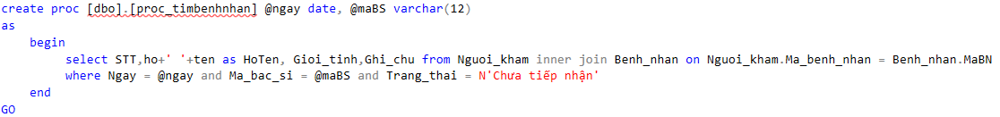 create proc [dbo].[proc_timbenhnhan] @ngay date, @maBS varchar(12)
as
begin
select STT,ho+' '+ten as HoTen, Gioi_tinh,Ghi_chu from Nguoi_kham inner join Benh_nhan on Nguoi_kham.Ma_benh_nhan = Benh_nhan.MaBN
where Ngay = @ngay and Ma_bac_si = @maBS and Trang_thai = N'Chưa tiếp nhận'
end
GO